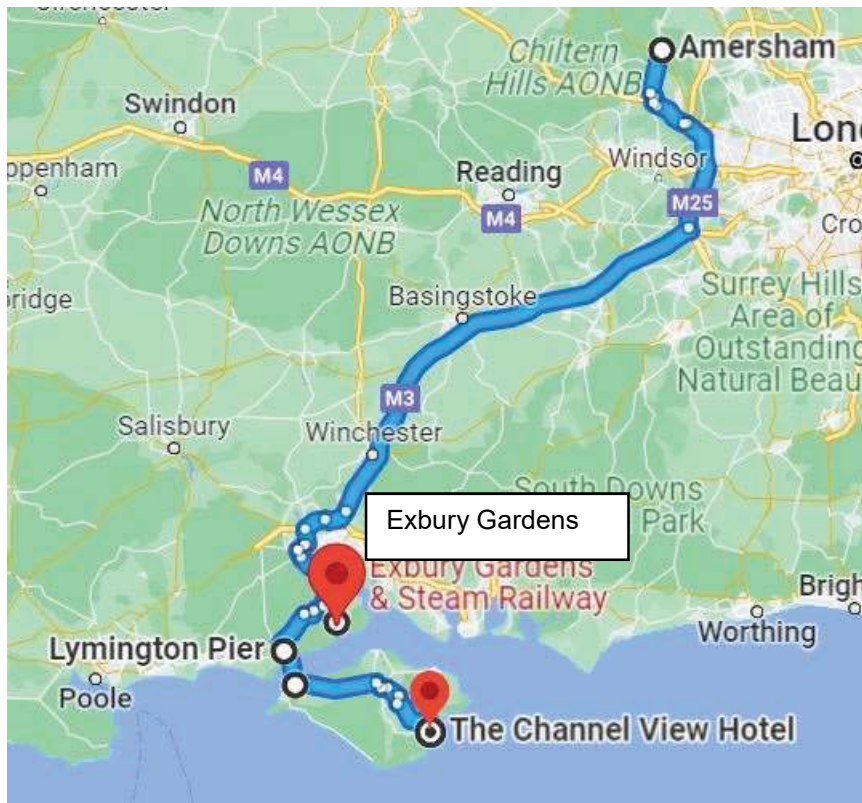 Amersham
Chiltern
Hills AONB
Swindon
Lon
ppenham
Reading
Windsor
M4
M4
M25
North Wessex
Downs AONB
Cro
ridge
Basingstoke
Surrey Hills
Area of
Outstanding
Natural Beau
M3
Salisbury
Winchester
South Downs
Park
Exbury Gardens
Exbury Gardens
& Steam Railway
Brigh
Worthing
Lymington Pier
Poole
The Channel View Hotel